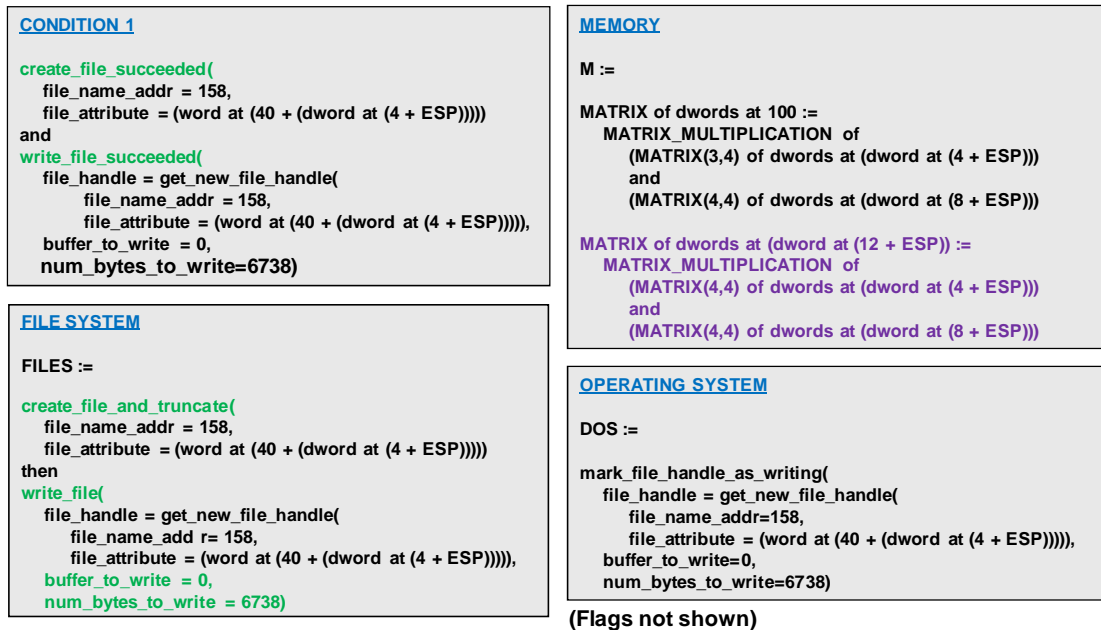 CONDITION 1
create_file_succeeded(
file_name_addr = 158,
file_attribute = (word at (40 + (dword at (4 + ESP)))))
and
write_file_succeeded(
file_handle = get_new_file_handle(
file_name_addr = 158,
file_attribute = (word at (40 + (dword at (4 + ESP))))),
buffer_to_write = 0,
num_bytes_to_write=6738)
FILE SYSTEM
FILES :=
create_file_and_truncate(
file_name_addr = 158,
file_attribute = (word at (40 + (dword at (4 + ESP)))))
then
write_file(
file_handle = get_new_file_handle(
file_name_add r= 158,
file_attribute = (word at (40 + (dword at (4 + ESP))))),
buffer_to_write = 0,
num_bytes_to_write = 6738)
MEMORY
M :=
MATRIX of dwords at 100 :=
MATRIX_MULTIPLICATION of
(MATRIX(3,4) of dwords at (dword at (4 + ESP)))
and
(MATRIX(4,4) of dwords at (dword at (8 + ESP)))
MATRIX of dwords at (dword at (12 + ESP)) :=
MATRIX_MULTIPLICATION of
(MATRIX(4,4) of dwords at (dword at (4 + ESP)))
and
(MATRIX(4,4) of dwords at (dword at (8 + ESP)))
OPERATING SYSTEM
DOS :=
mark_file_handle_as_writing(
file_handle = get_new_file_handle(
file_name_addr=158,
file_attribute = (word at (40 + (dword at (4 + ESP))))),
buffer_to_write=0,
num_bytes_to_write=6738)
(Flags not shown)